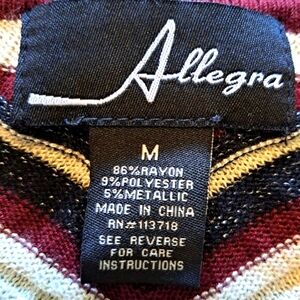 Allegra
M
86%RAYON
9%POLYESTER
5%METALLIC
MADE IN CHINA
RN#113718
SEE REVERSE
FOR CARE
INSTRUCTIONS